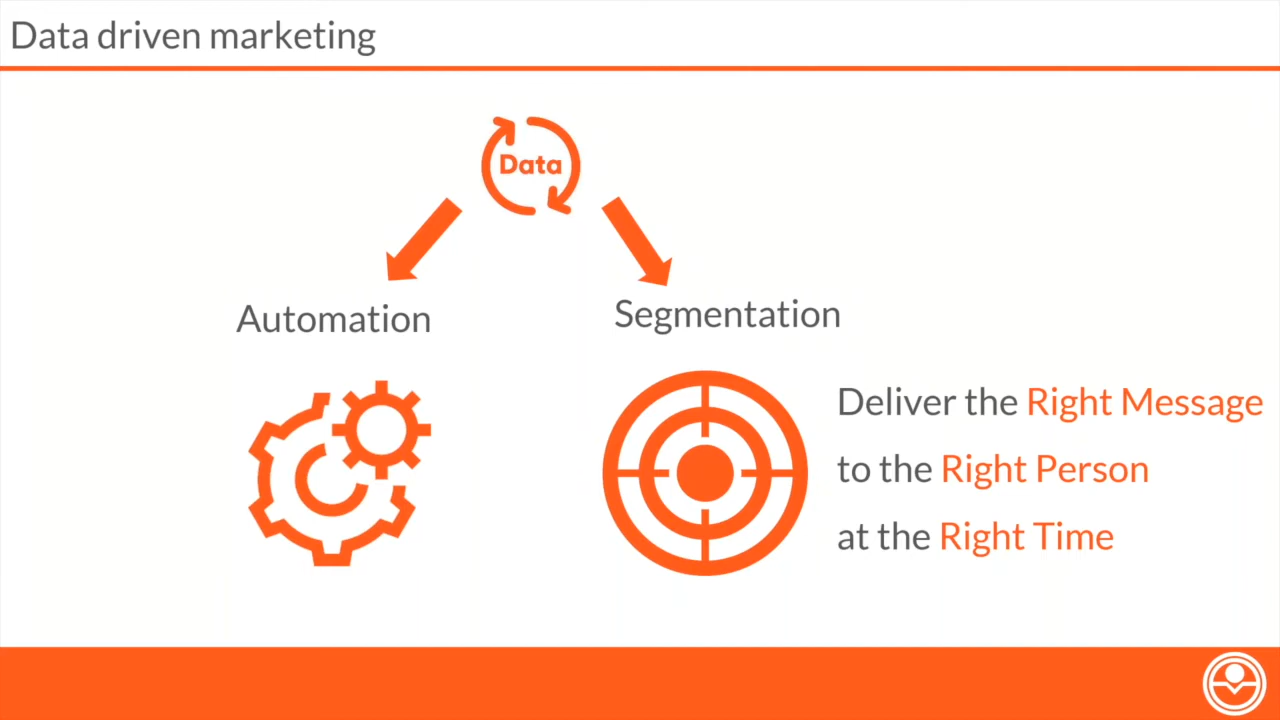 Data driven marketing
Data
Automation
Segmentation
Deliver the Right Message
to the Right Person
at the Right Time